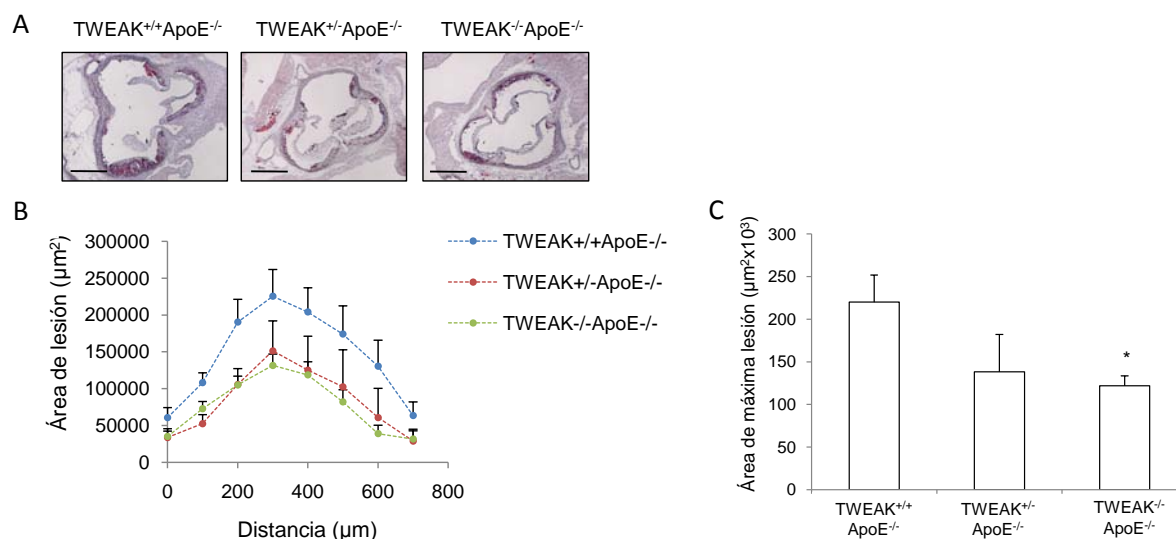 A
TWEAK+/+ApoE-/-
TWEAK+/-ApoE-/-
TWEAK-/-ApoE-/-
B
Área de lesión (µm²)
300000
250000
200000
150000
100000
50000
0
0
200
400
600
800
Distancia (µm)
TWEAK+/+ApoE-/-
TWEAK+/-ApoE-/-
TWEAK-/-ApoE-/-
C
Área de máxima lesión (µm²x10³)
300
250
200
150
100
50
0
*
TWEAK+/+
ApoE-/-
TWEAK+/-
ApoE-/-
TWEAK-/-
ApoE-/-